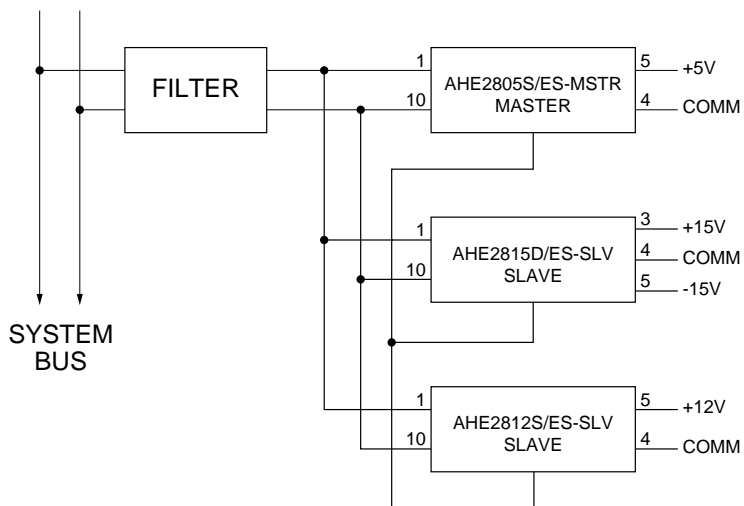 FILTER
1
10
AHE2805S/ES-MSTR
MASTER
5
+5V
4
COMM
1
10
AHE2815D/ES-SLV
SLAVE
3
+15V
4
COMM
5
-15V
SYSTEM
BUS
1
10
AHE2812S/ES-SLV
SLAVE
5
+12V
4
COMM